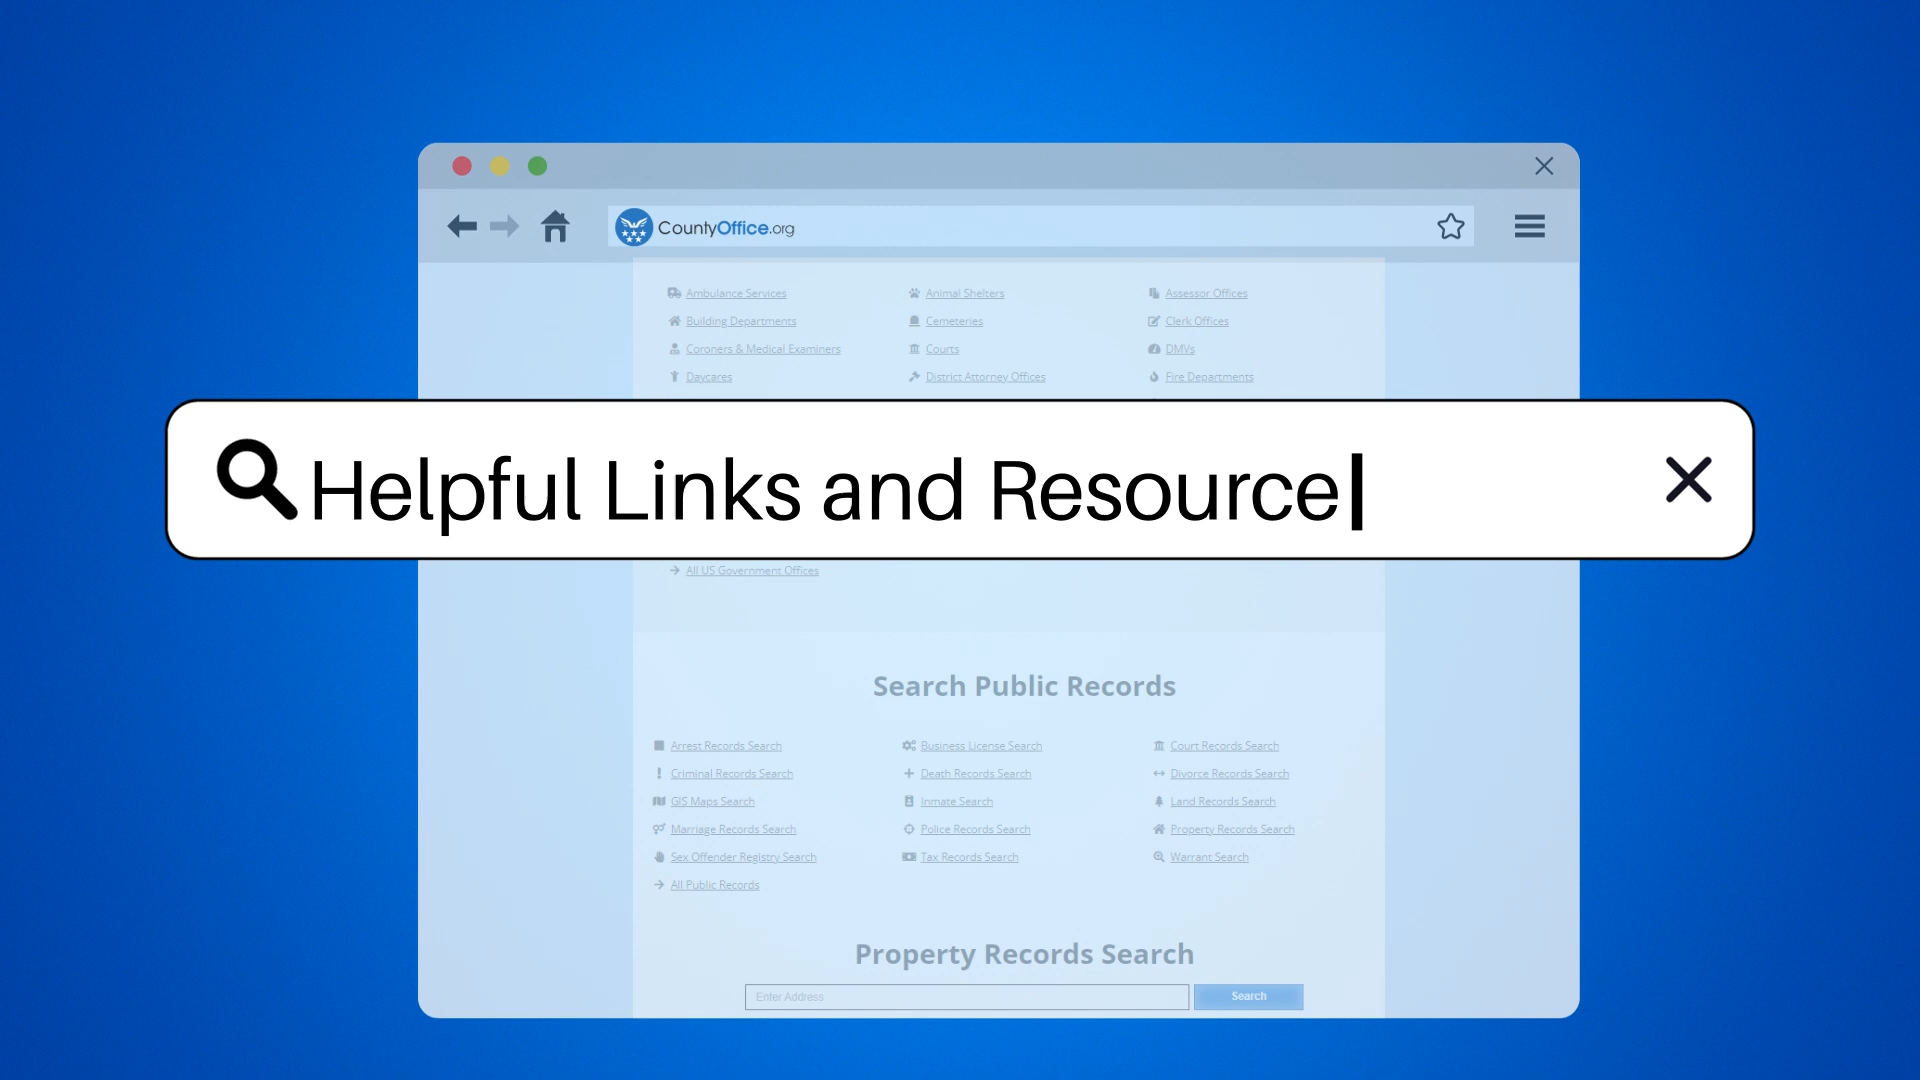 CountyOffice.org
Ambulance Services Animal Shelters Assessor Offices
Building Departments Cemeteries Clerk Offices
Coroners & Medical Examiners Courts DMVs
Daycares District Attorney Offices Fire Departments
Helpful Links and Resource
All US Government Offices
Search Public Records
Arrest Records Search Business License Search Court Records Search
Criminal Records Search Death Records Search Divorce Records Search
GIS Maps Search Inmate Search Land Records Search
Marriage Records Search Police Records Search Property Records Search
Sex Offender Registry Search Tax Records Search Warrant Search
All Public Records
Property Records Search
Enter Address Search